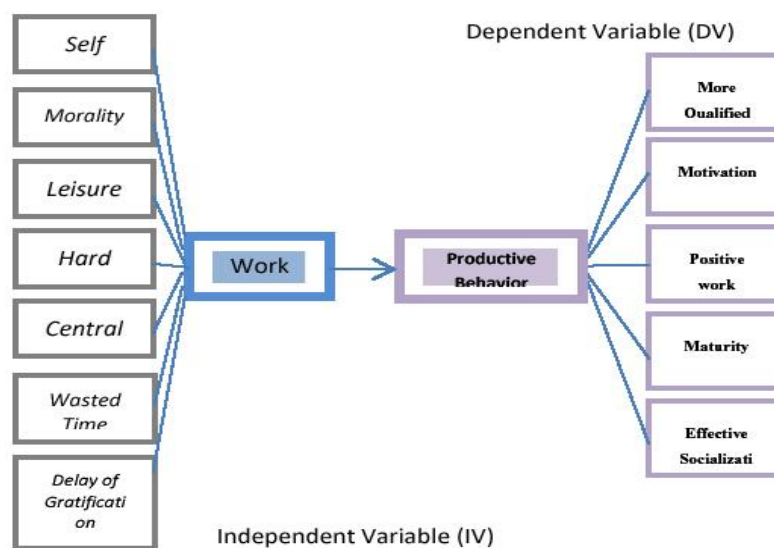 Dependent Variable (DV)
Self
Morality
Leisure
Hard
Central
Wasted
Time
Delay of
Gratificati
on
Work
Productive
Behavior
More
Qualified
Motivation
Positive
work
Maturity
Effective
Socializati
Independent Variable (IV)